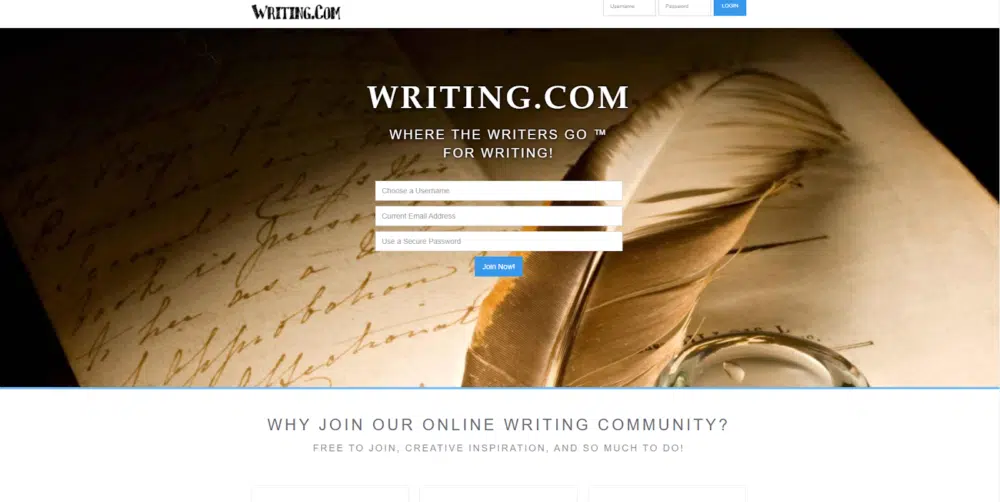 WRITING.COM
Username Password LOGIN
WRITING.COM
WHERE THE WRITERS GO ™
FOR WRITING!
Choose a Username
Current Email Address
Use a Secure Password
Join Now!
WHY JOIN OUR ONLINE WRITING COMMUNITY?
FREE TO JOIN, CREATIVE INSPIRATION, AND SO MUCH TO DO!